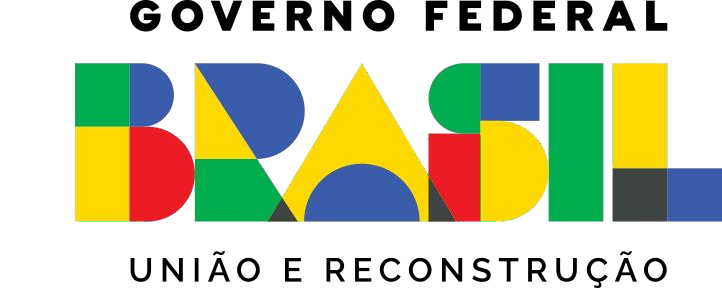 GOVERNO FEDERAL
BRASIL
UNIÃO E RECONSTRUÇÃO